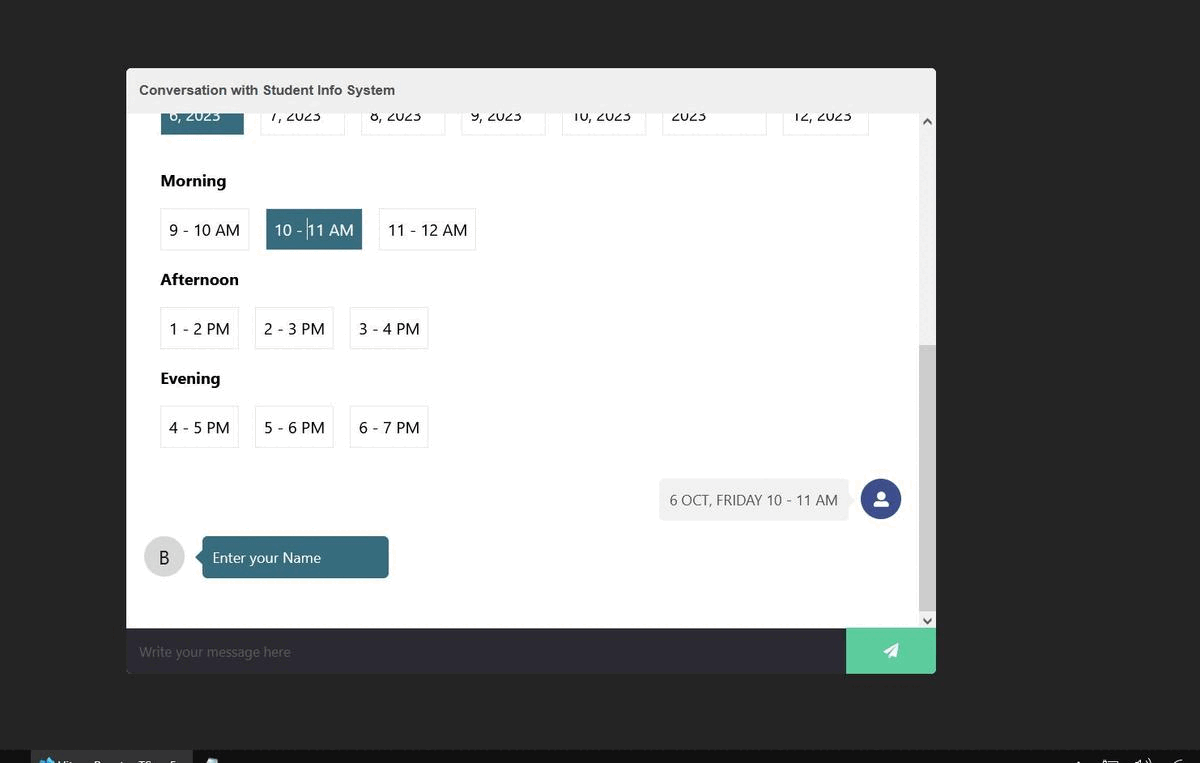 Conversation with Student Info System
6, 2023 7, 2023 8, 2023 9, 2023 10, 2023 2023 12, 2023
Morning
9 - 10 AM 10 - 11 AM 11 - 12 AM
Afternoon
1 - 2 PM 2 - 3 PM 3 - 4 PM
Evening
4 - 5 PM 5 - 6 PM 6 - 7 PM
6 OCT, FRIDAY 10 - 11 AM
B Enter your Name
Write your message here